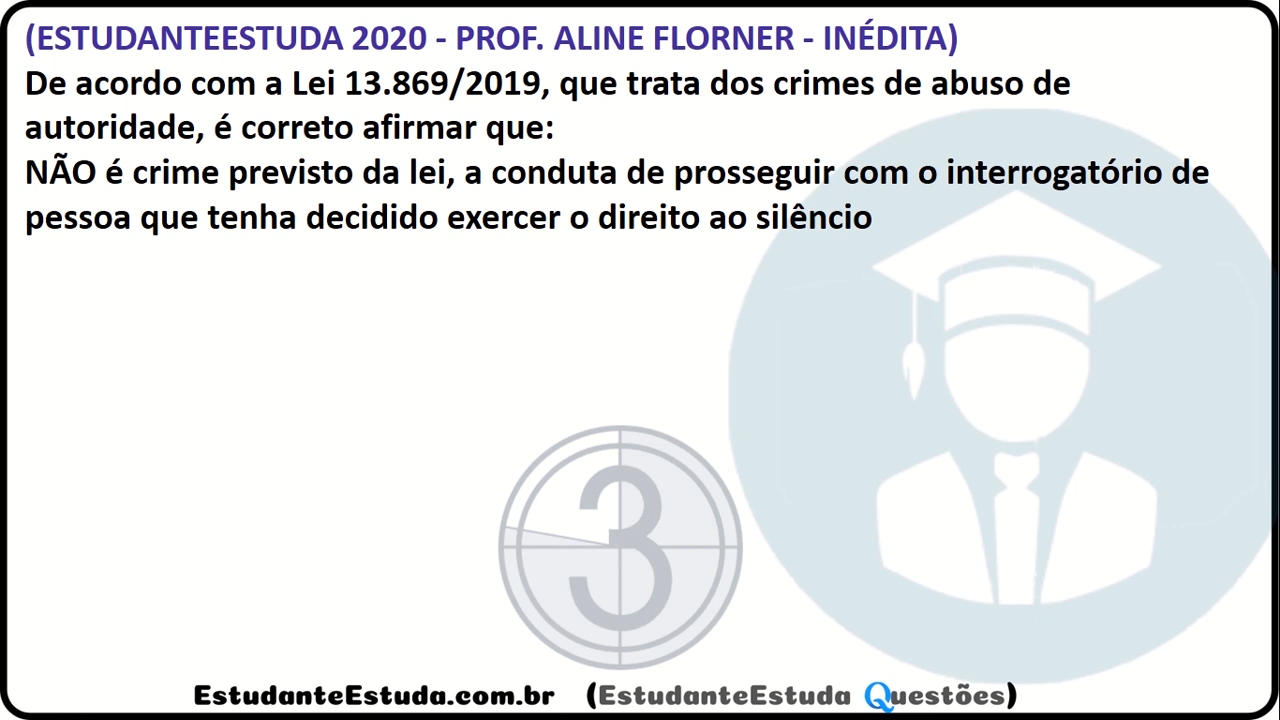 (ESTUDANTEESTUDA 2020 - PROF. ALINE FLORNER - INÉDITA)
De acordo com a Lei 13.869/2019, que trata dos crimes de abuso de
autoridade, é correto afirmar que:
NÃO é crime previsto da lei, a conduta de prosseguir com o interrogatório de
pessoa que tenha decidido exercer o direito ao silêncio
3
EstudanteEstuda.com.br (EstudanteEstuda Questões)